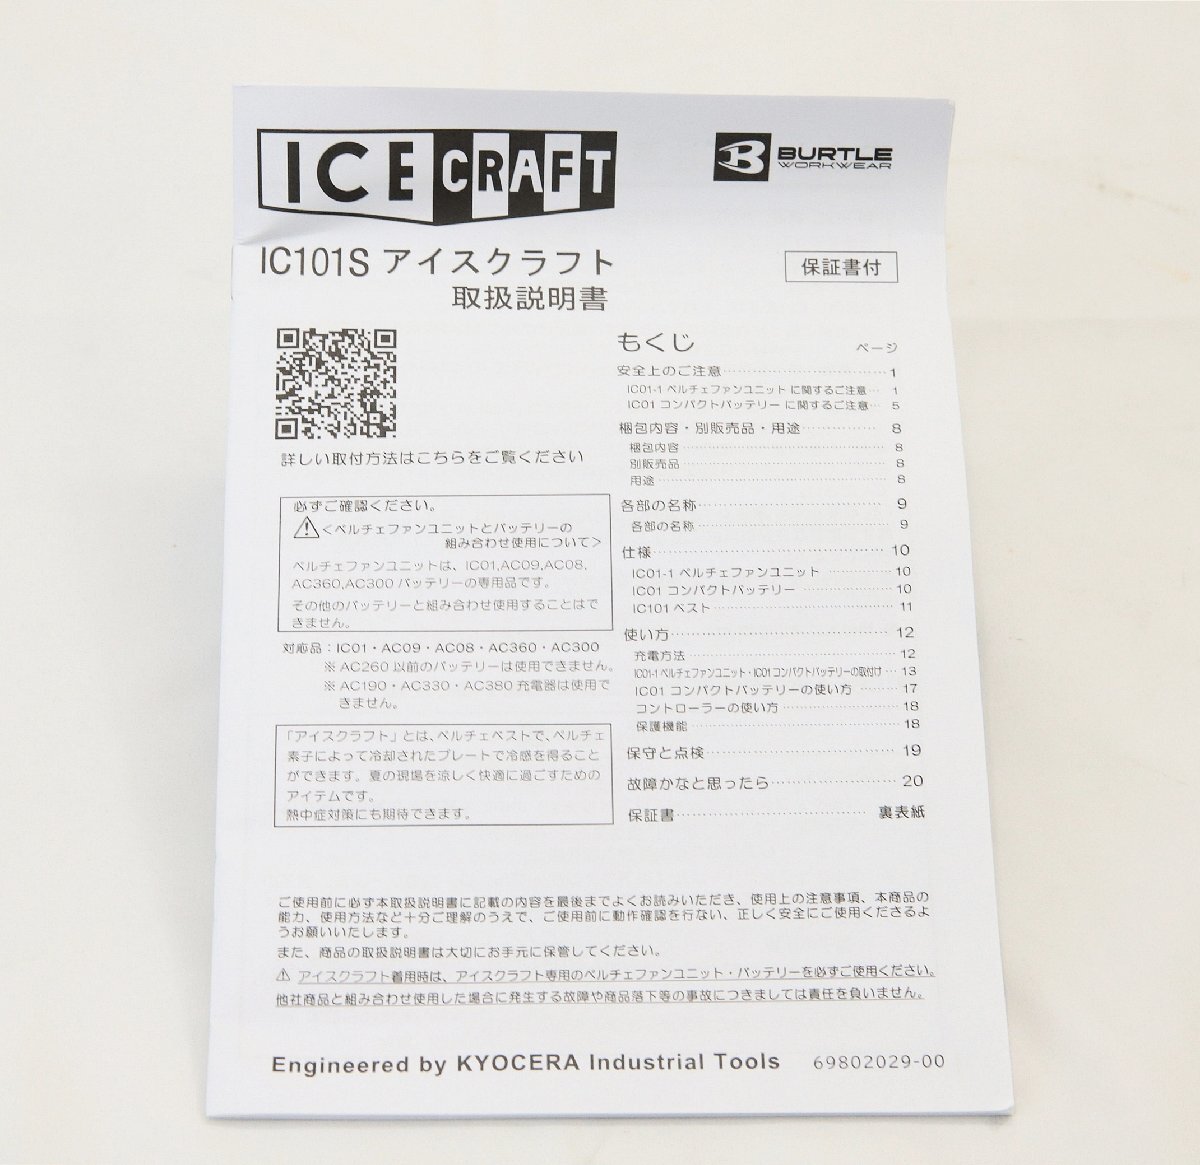 ICE CRAFT
BURTLE
WORKWEAR
IC101S アイスクラフト
取扱説明書
保証書付
詳しい取付方法はこちらをご覧ください
必ずご確認ください。
⚠<ペルチェファンユニットとバッテリーの
組み合わせ使用について>
ペルチェファンユニットは、IC01,AC09,AC08,
AC360,AC300 バッテリーの専用品です。
その他のバッテリーと組み合わせ使用することはで
きません。
対応品：IC01・AC09・AC08・AC360・AC300
※ AC260 以前のバッテリーは使用できません。
※ AC190・AC330・AC380 充電器は使用で
きません。
「アイスクラフト」とは、ペルチェベストで、ペルチェ
素子によって冷却されたプレートで冷感を得ること
ができます。夏の現場を涼しく快適に過ごすための
アイテムです。
熱中症対策にも期待できます。
もくじ ページ
安全上のご注意 1
IC01-1 ペルチェファンユニット に関するご注意 1
IC01 コンパクトバッテリー に関するご注意 5
梱包内容・別販売品・用途 8
梱包内容 8
別販売品 8
用途 8
各部の名称 9
各部の名称 9
仕様 10
IC01-1 ペルチェファンユニット 10
IC01 コンパクトバッテリー 10
IC101 ベスト 11
使い方 12
充電方法 12
IC01-1 ペルチェファンユニット・IC01 コンパクトバッテリーの取付け 13
IC01 コンパクトバッテリーの使い方 17
コントローラーの使い方 18
保護機能 18
保守と点検 19
故障かなと思ったら 20
保証書 裏表紙
ご使用前に必ず本取扱説明書に記載の内容を最後までよくお読みいただき、使用上の注意事項、本商品の
能力、使用方法など十分ご理解のうえで、ご使用前に動作確認を行ない、正しく安全にご使用くださるよ
うお願いいたします。
また、商品の取扱説明書は大切にお手元に保管してください。
⚠ アイスクラフト着用時は、アイスクラフト専用のペルチェファンユニット・バッテリーを必ずご使用ください。
他社商品と組み合わせ使用した場合に発生する故障や商品落下等の事故につきましては責任を負いません。
Engineered by KYOCERA Industrial Tools 69802029-00